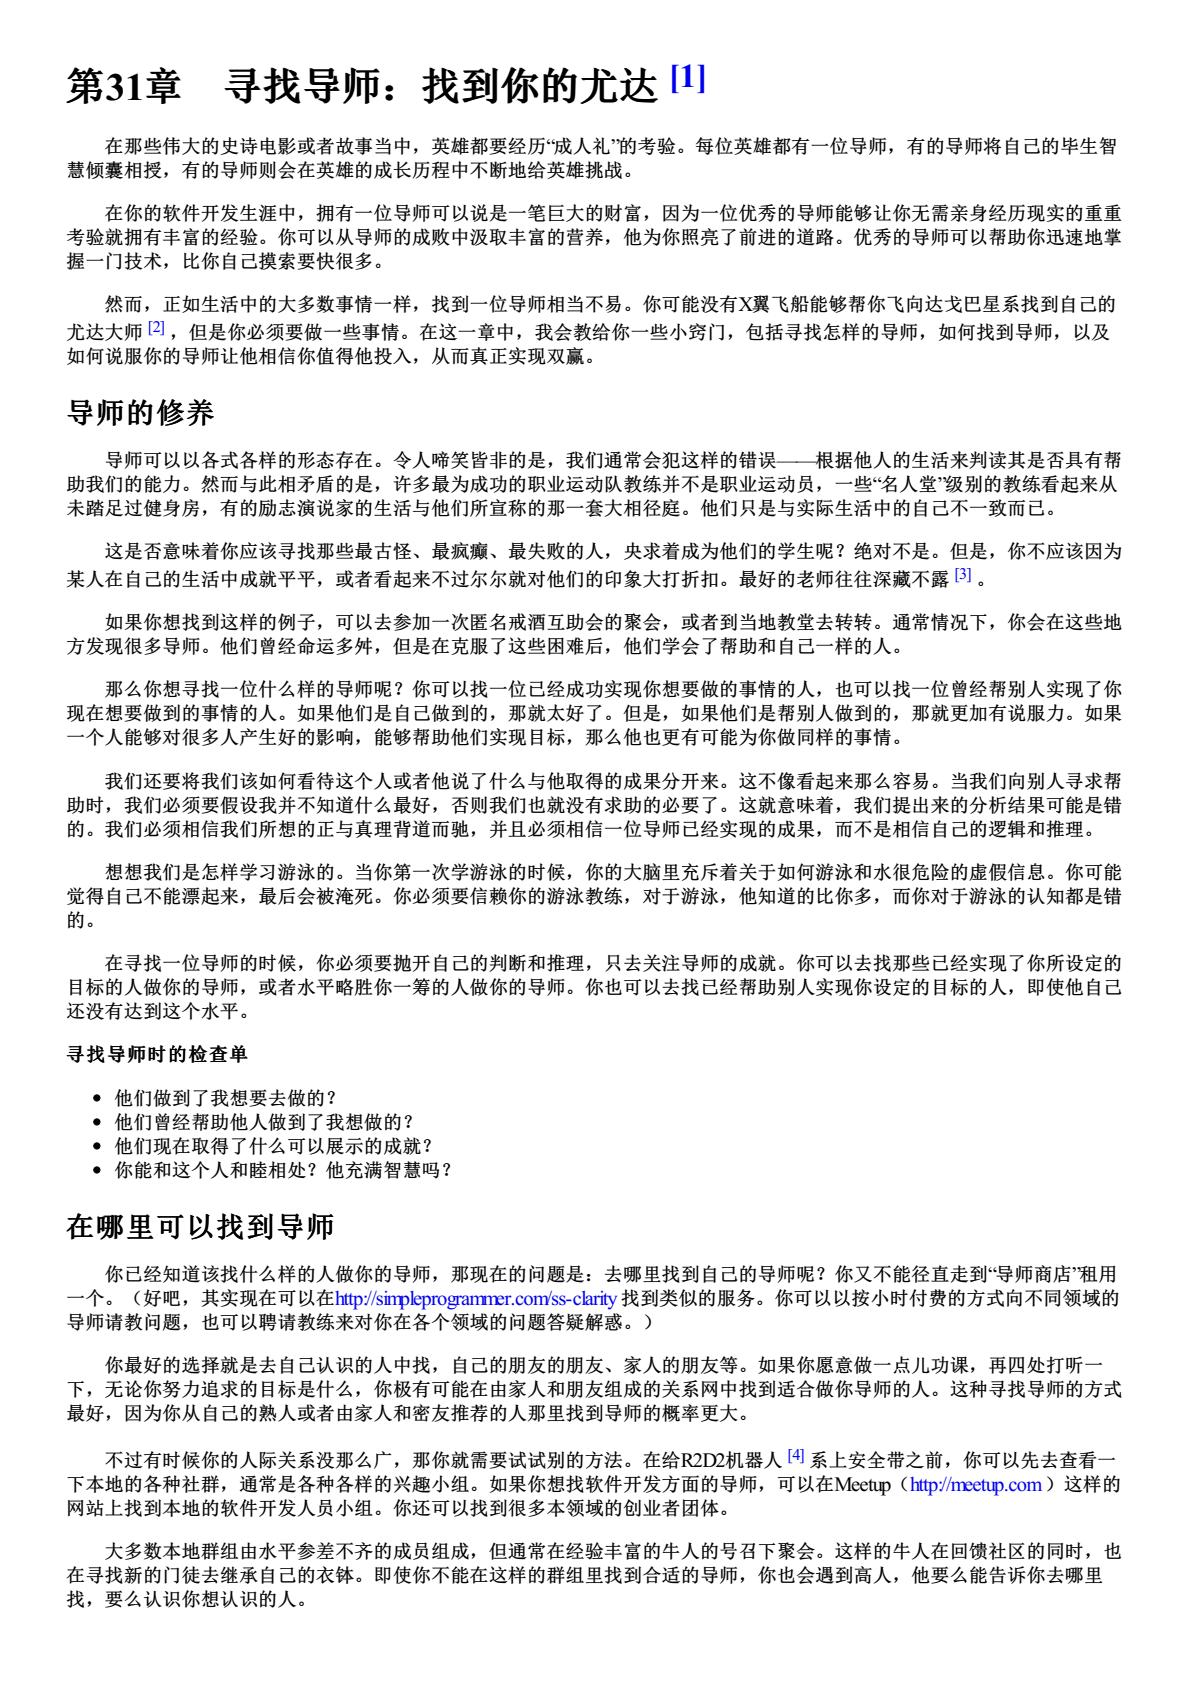 第31章　寻找导师：找到你的尤达 [1]
在那些伟大的史诗电影或者故事当中，英雄都要经历“成人礼”的考验。每位英雄都有一位导师，有的导师将自己的毕生智
慧倾囊相授，有的导师则会在英雄的成长历程中不断地给英雄挑战。
在你的软件开发生涯中，拥有一位导师可以说是一笔巨大的财富，因为一位优秀的导师能够让你无需亲身经历现实的重重
考验就拥有丰富的经验。你可以从导师的成败中汲取丰富的营养，他为你照亮了前进的道路。优秀的导师可以帮助你迅速地掌
握一门技术，比你自己摸索要快很多。
然而，正如生活中的大多数事情一样，找到一位导师相当不易。你可能没有X翼飞船能够帮你飞向达戈巴星系找到自己的
尤达大师 [2] ，但是你必须要做一些事情。在这一章中，我会教给你一些小窍门，包括寻找怎样的导师，如何找到导师，以及
如何说服你的导师让他相信你值得他投入，从而真正实现双赢。
导师的修养
导师可以以各式各样的形态存在。令人啼笑皆非的是，我们通常会犯这样的错误——根据他人的生活来判读其是否具有帮
助我们的能力。然而与此相矛盾的是，许多最为成功的职业运动队教练并不是职业运动员，一些“名人堂”级别的教练看起来从
未踏足过健身房，有的励志演说家的生活与他们所宣称的那一套大相径庭。他们只是与实际生活中的自己不一致而已。
这是否意味着你应该寻找那些最古怪、最疯癫、最失败的人，央求着成为他们的学生呢？绝对不是。但是，你不应该因为
某人在自己的生活中成就平平，或者看起来不过尔尔就对他们的印象大打折扣。最好的老师往往深藏不露 [3] 。
如果你想找到这样的例子，可以去参加一次匿名戒酒互助会的聚会，或者到当地教堂去转转。通常情况下，你会在这些地
方发现很多导师。他们曾经命运多舛，但是在克服了这些困难后，他们学会了帮助和自己一样的人。
那么你想寻找一位什么样的导师呢？你可以找一位已经成功实现你想要做的事情的人，也可以找一位曾经帮别人实现了你
现在想要做到的事情的人。如果他们是自己做到的，那就太好了。但是，如果他们是帮别人做到的，那就更加有说服力。如果
一个人能够对很多人产生好的影响，能够帮助他们实现目标，那么他也更有可能为你做同样的事情。
我们还要将我们该如何看待这个人或者他说了什么与他取得的成果分开来。这不像看起来那么容易。当我们向别人寻求帮
助时，我们必须要假设我并不知道什么最好，否则我们也就没有求助的必要了。这就意味着，我们提出来的分析结果可能是错
的。我们必须相信我们所想的正与真理背道而驰，并且必须相信一位导师已经实现的成果，而不是相信自己的逻辑和推理。
想想我们是怎样学习游泳的。当你第一次学游泳的时候，你的大脑里充斥着关于如何游泳和水很危险的虚假信息。你可能
觉得自己不能漂起来，最后会被淹死。你必须要信赖你的游泳教练，对于游泳，他知道的比你多，而你对于游泳的认知都是错
的。
在寻找一位导师的时候，你必须要抛开自己的判断和推理，只去关注导师的成就。你可以去找那些已经实现了你所设定的
目标的人做你的导师，或者水平略胜你一筹的人做你的导师。你也可以去找已经帮助别人实现你设定的目标的人，即使他自己
还没有达到这个水平。
寻找导师时的检查单
• 他们做到了我想要去做的？
• 他们曾经帮助他人做到了我想做的？
• 他们现在取得了什么可以展示的成就？
• 你能和这个人和睦相处？他充满智慧吗？
在哪里可以找到导师
你已经知道该找什么样的人做你的导师，那现在的问题是：去哪里找到自己的导师呢？你又不能径直走到“导师商店”租用
一个。（好吧，其实现在可以在http://simpleprogrammer.com/ss-clarity 找到类似的服务。你可以以按小时付费的方式向不同领域的
导师请教问题，也可以聘请教练来对你在各个领域的问题答疑解惑。）
你最好的选择就是去自己认识的人中找，自己的朋友的朋友、家人的朋友等。如果你愿意做一点儿功课，再四处打听一
下，无论你努力追求的目标是什么，你极有可能在由家人和朋友组成的关系网中找到适合做你导师的人。这种寻找导师的方式
最好，因为你从自己的熟人或者由家人和密友推荐的人那里找到导师的概率更大。
不过有时候你的人际关系没那么广，那你就需要试试别的方法。在给R2D2机器人 [4] 系上安全带之前，你可以先去查看一
下本地的各种社群，通常是各种各样的兴趣小组。如果你想找软件开发方面的导师，可以在Meetup（http://meetup.com ）这样的
网站上找到本地的软件开发人员小组。你还可以找到很多本领域的创业者团体。
大多数本地群组由水平参差不齐的成员组成，但通常在经验丰富的牛人的号召下聚会。这样的牛人在回馈社区的同时，也
在寻找新的门徒去继承自己的衣钵。即使你不能在这样的群组里找到合适的导师，你也会遇到高人，他要么能告诉你去哪里
找，要么认识你想认识的人。